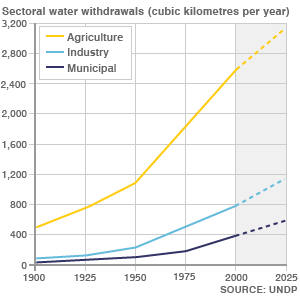 Sectoral water withdrawals (cubic kilometres per year)
3,200
2,800
2,400
2,000
1,600
1,200
800
400
0
Agriculture
Industry
Municipal
1900 1925 1950 1975 2000 2025
SOURCE: UNDP